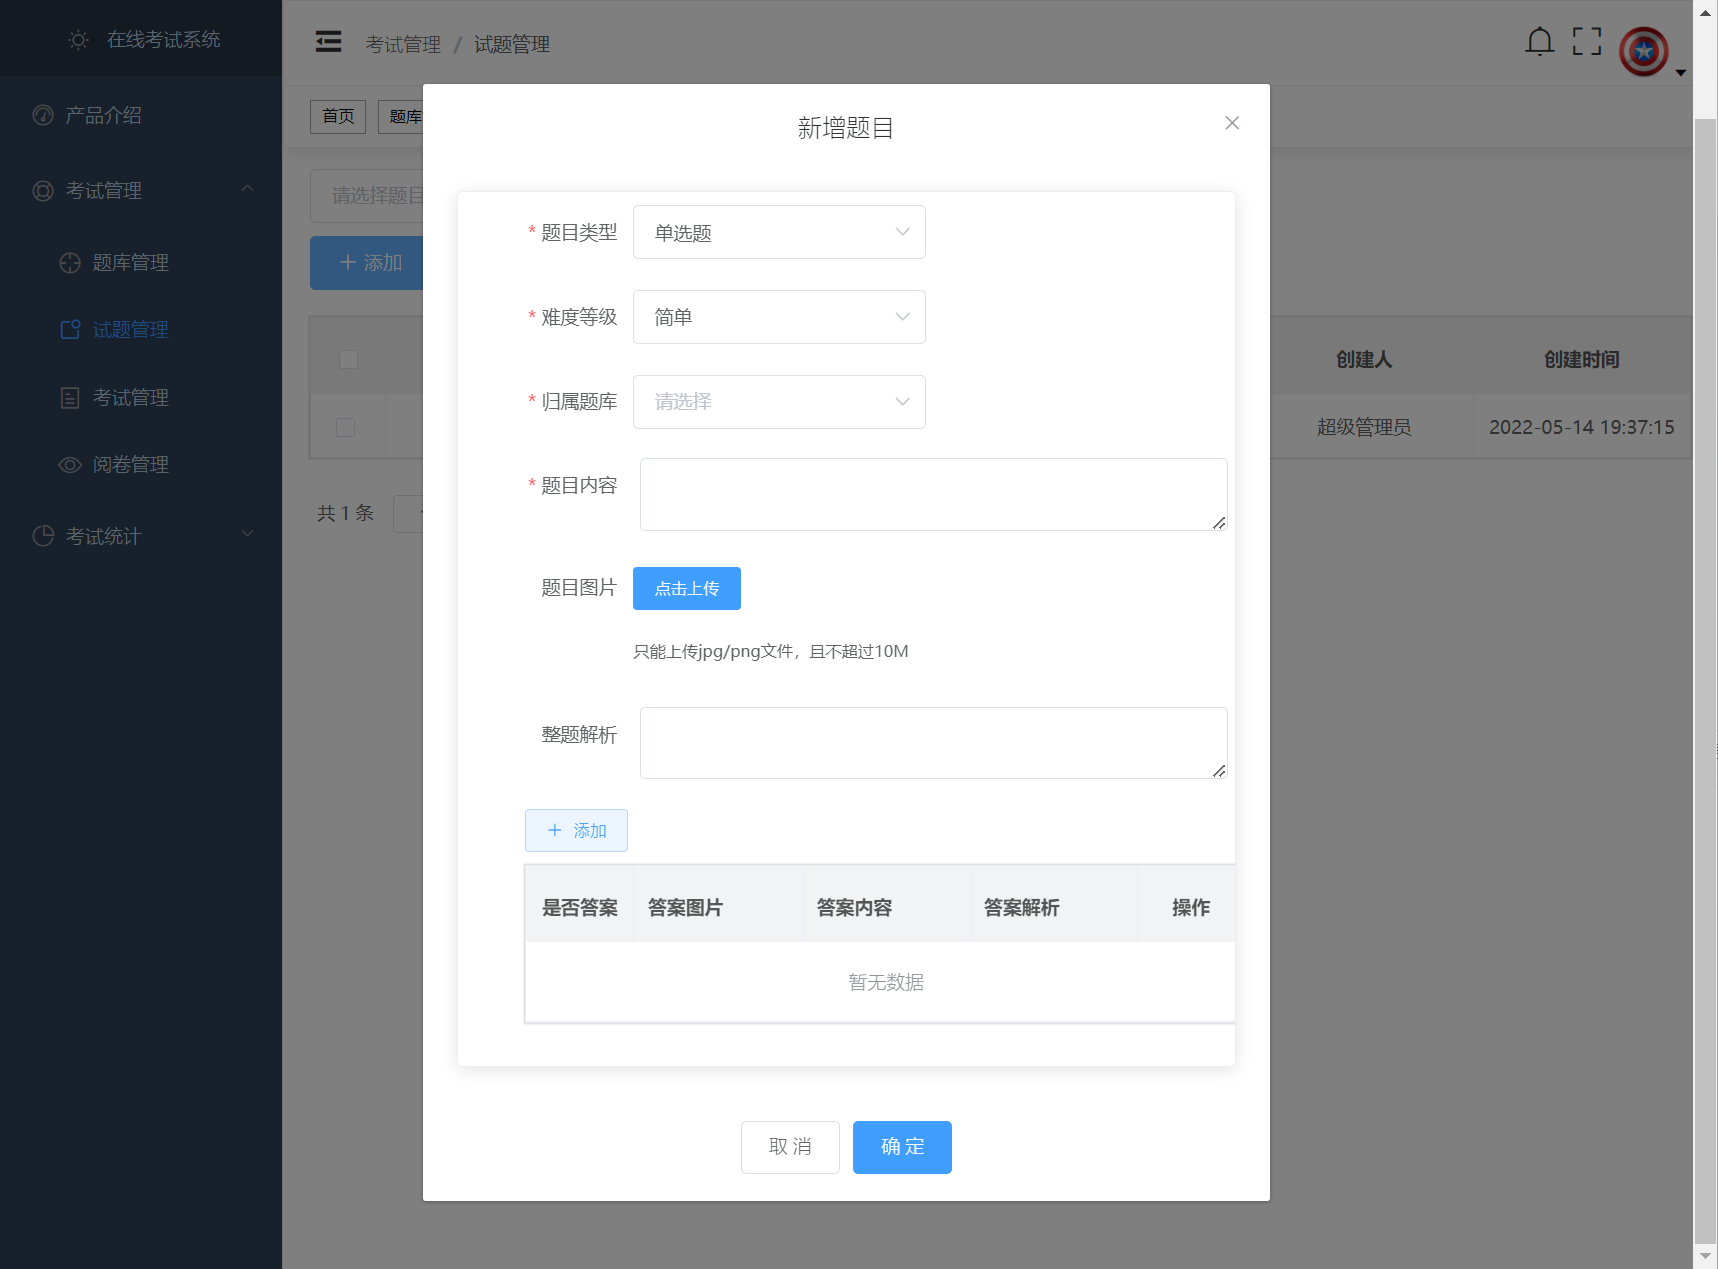 在线考试系统
产品介绍
考试管理
题库管理
试题管理
考试管理
阅卷管理
考试统计
考试管理 / 试题管理
首页
题库
请选择题目
+ 添加
创建人
创建时间
超级管理员
2022-05-14 19:37:15
共 1 条
新增题目
* 题目类型
单选题
* 难度等级
简单
* 归属题库
请选择
* 题目内容
题目图片
点击上传
只能上传jpg/png文件，且不超过10M
整题解析
+ 添加
是否答案
答案图片
答案内容
答案解析
操作
暂无数据
取 消
确 定